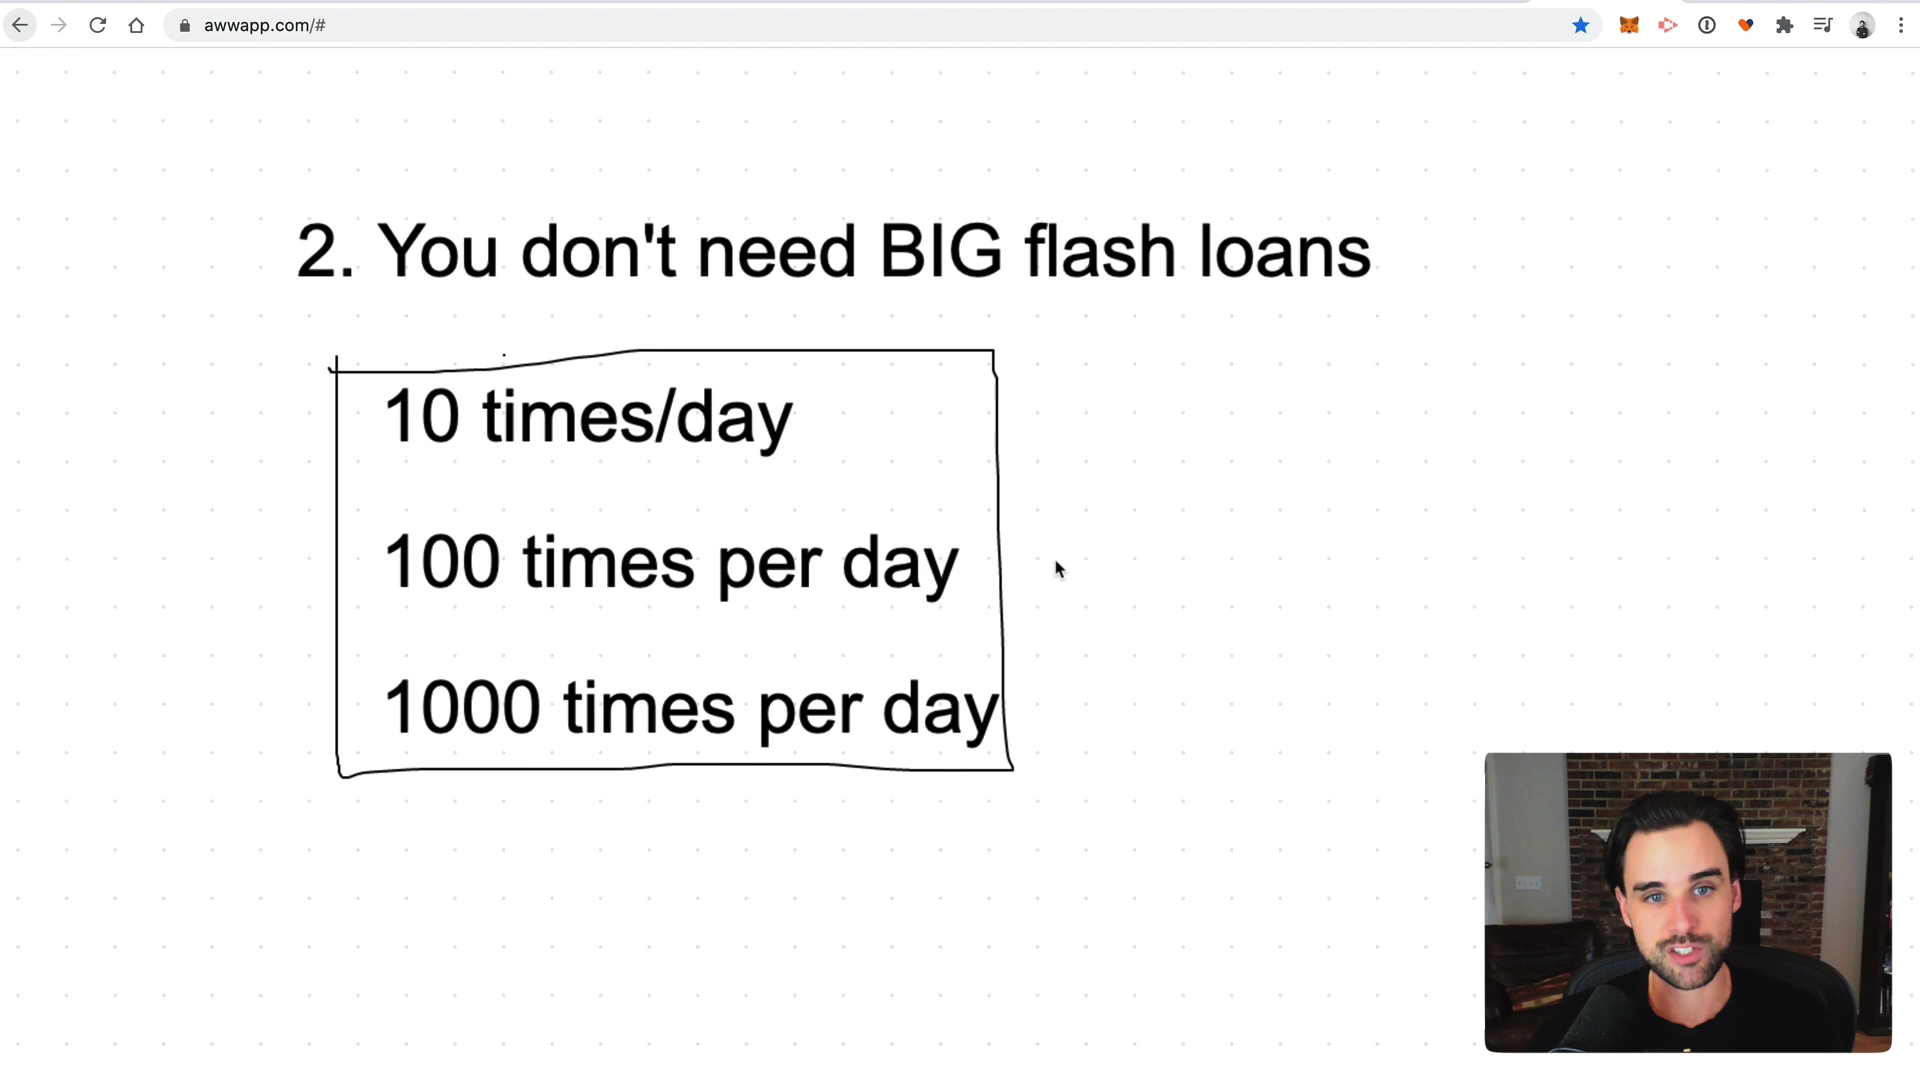 awwapp.com/#
2. You don't need BIG flash loans
10 times/day
100 times per day
1000 times per day